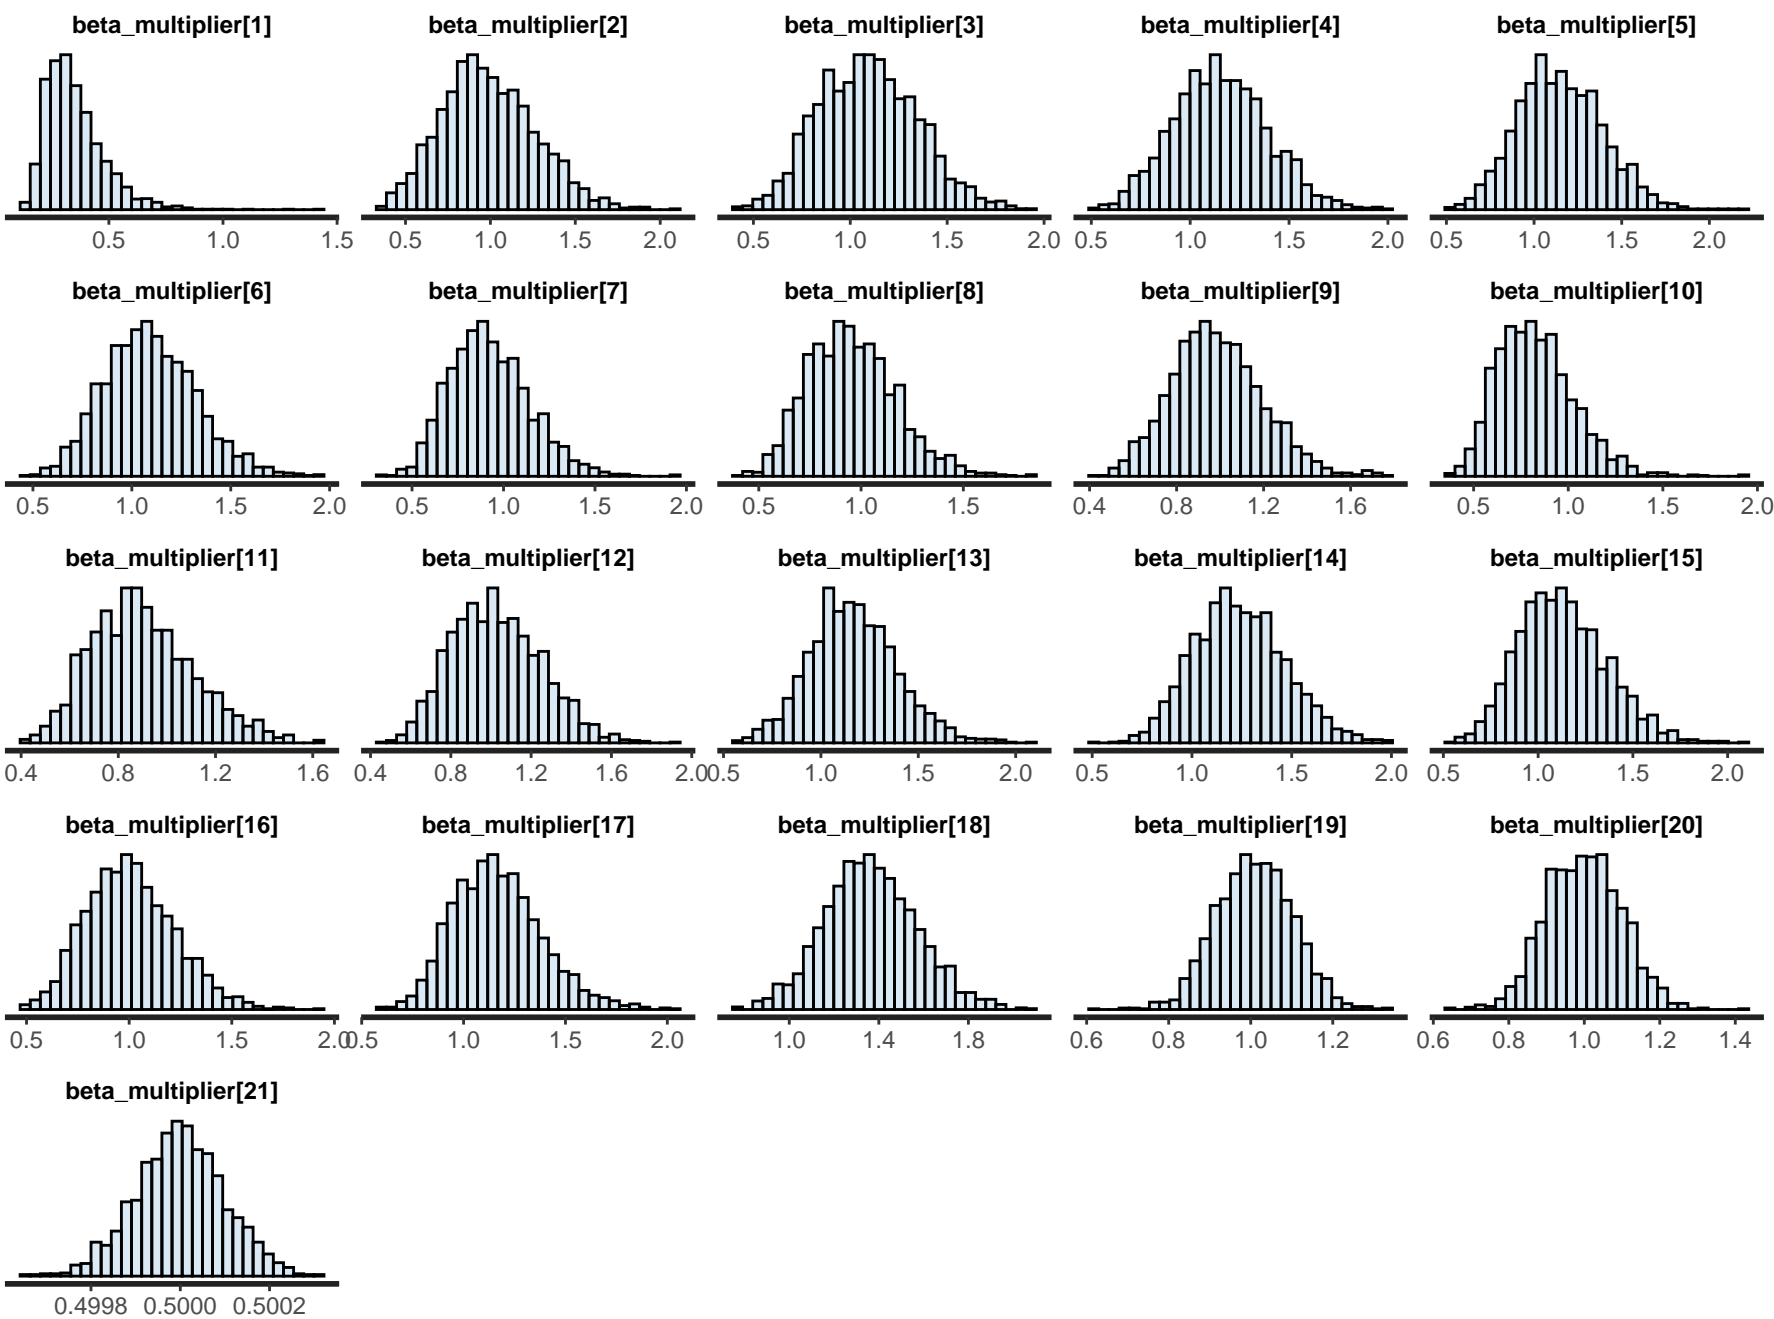 beta_multiplier[1] beta_multiplier[2] beta_multiplier[3] beta_multiplier[4] beta_multiplier[5]
0.5 1.0 1.5 0.5 1.0 1.5 2.0 0.5 1.0 1.5 2.0 0.5 1.0 1.5 2.0 0.5 1.0 1.5 2.0
beta_multiplier[6] beta_multiplier[7] beta_multiplier[8] beta_multiplier[9] beta_multiplier[10]
0.5 1.0 1.5 2.0 0.5 1.0 1.5 2.0 0.5 1.0 1.5 0.4 0.8 1.2 1.6 0.5 1.0 1.5 2.0
beta_multiplier[11] beta_multiplier[12] beta_multiplier[13] beta_multiplier[14] beta_multiplier[15]
0.4 0.8 1.2 1.6 0.4 0.8 1.2 1.6 2.0 0.5 1.0 1.5 2.0 0.5 1.0 1.5 2.0 0.5 1.0 1.5 2.0
beta_multiplier[16] beta_multiplier[17] beta_multiplier[18] beta_multiplier[19] beta_multiplier[20]
0.5 1.0 1.5 2.0 0.5 1.0 1.5 2.0 1.0 1.4 1.8 0.6 0.8 1.0 1.2 0.6 0.8 1.0 1.2 1.4
beta_multiplier[21]
0.4998 0.5000 0.5002